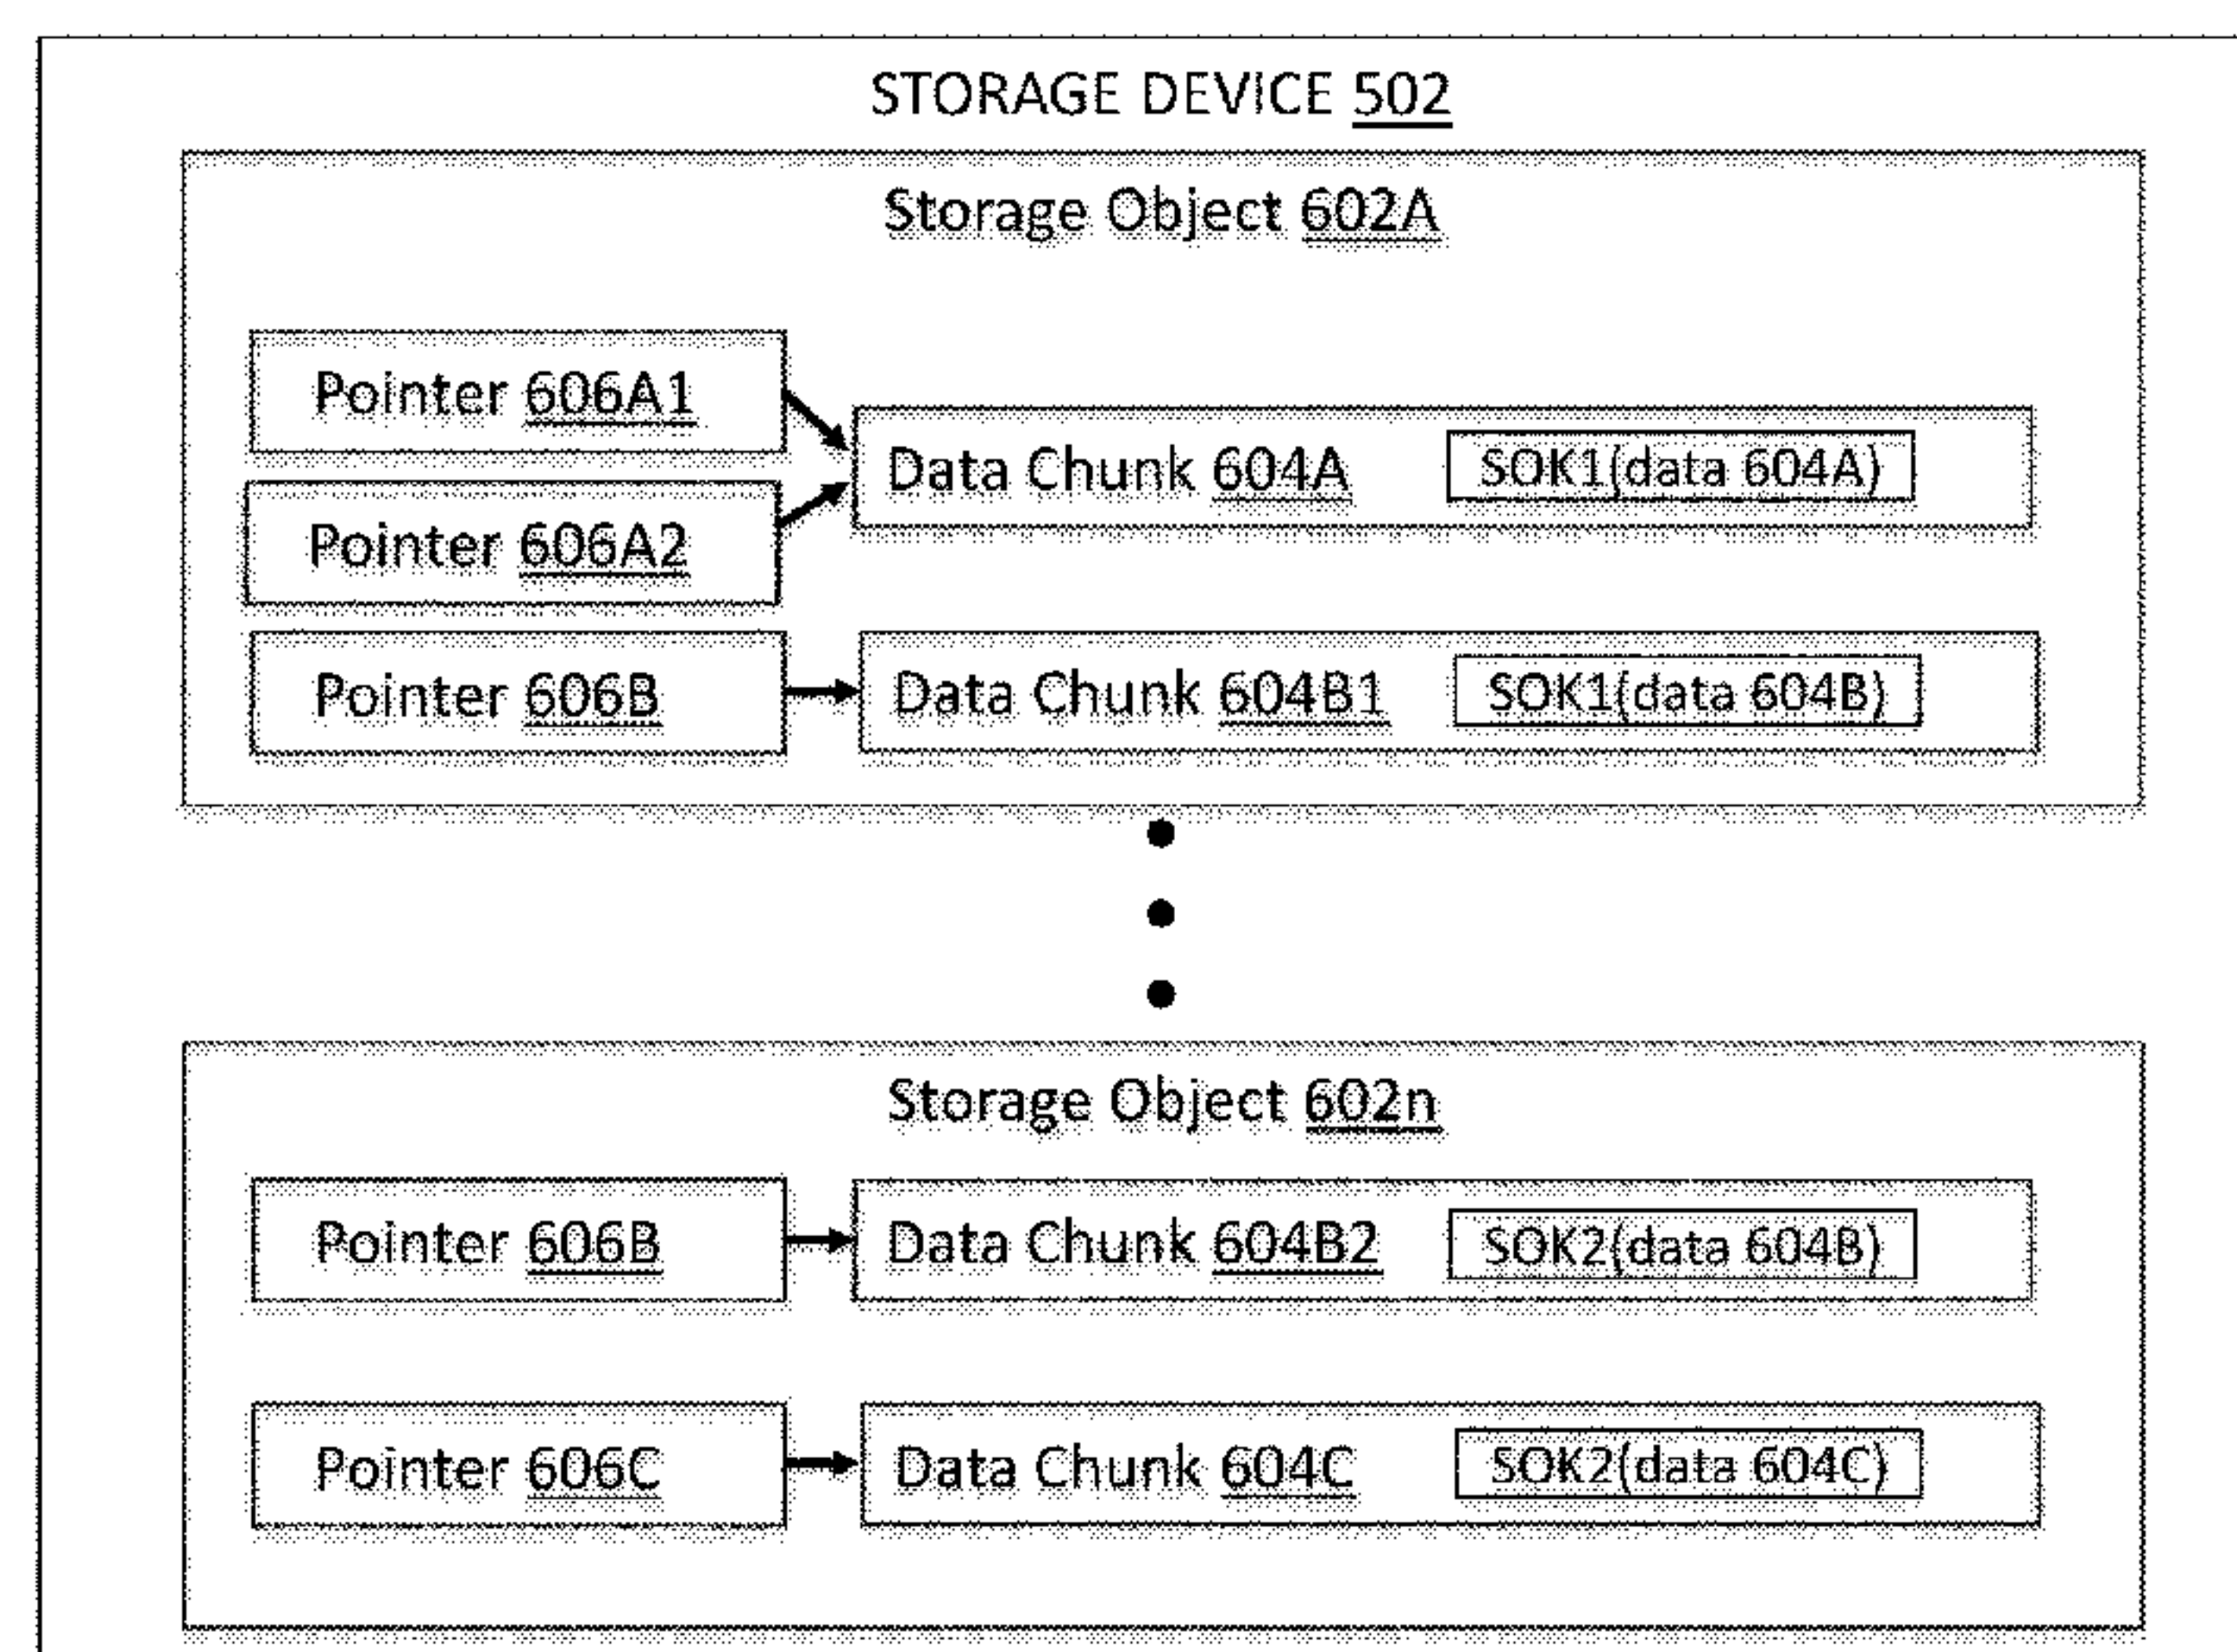 STORAGE DEVICE 502
Storage Object 602A
Pointer 606A1
Data Chunk 604A SOK1(data 604A)
Pointer 606A2
Pointer 606B Data Chunk 604B1 SOK1(data 604B)
Storage Object 602n
Pointer 606B Data Chunk 604B2 SOK2(data 604B)
Pointer 606C Data Chunk 604C SOK2(data 604C)